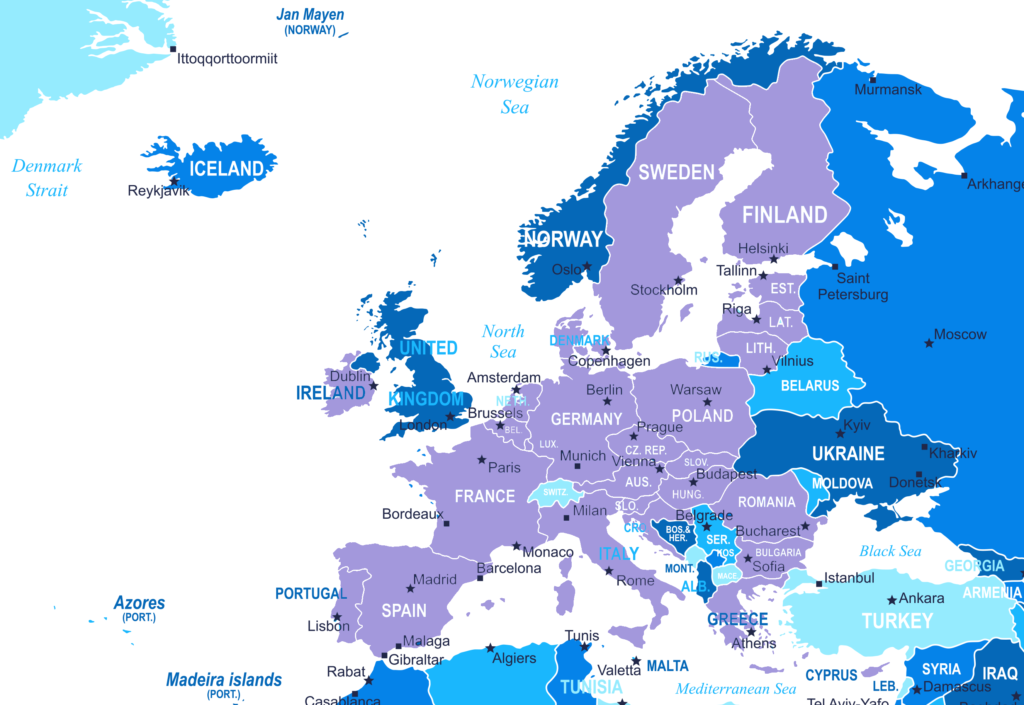 Jan Mayen
(NORWAY)
Ittoqqortoormiit
Norwegian
Sea
Murmansk
Denmark
Strait
ICELAND
Reykjavik
SWEDEN
Arkhange
FINLAND
NORWAY
Helsinki
Oslo
Tallinn
Stockholm
EST.
Saint
Petersburg
Riga
LAT.
North
Sea
UNITED
DENMARK
Copenhagen
LITH.
Moscow
RUS.
Vilnius
Dublin
IRELAND
KINGDOM
London
Amsterdam
NETH.
Berlin
Warsaw
BELARUS
Brussels
BEL.
GERMANY
POLAND
Prague
Kyiv
LUX.
CZ. REP.
UKRAINE
Kharkiv
Paris
Munich
Vienna
SLOV.
Budapest
Donetsk
AUS.
MOLDOVA
FRANCE
SWITZ.
HUNG.
ROMANIA
Bordeaux
Milan
SLO.
CRO.
Belgrade
BOS.&
HER.
SER.
Bucharest
Monaco
ITALY
KOS.
BULGARIA
Black Sea
Barcelona
MONT.
Sofia
GEORGIA
Madrid
Rome
ALB.
MACE.
Istanbul
ARMENIA
PORTUGAL
SPAIN
Ankara
Azores
(PORT.)
Lisbon
GREECE
TURKEY
Malaga
Tunis
Athens
Gibraltar
Algiers
Valetta
MALTA
Rabat
CYPRUS
SYRIA
IRAQ
Madeira islands
(PORT.)
TUNISIA
Mediterranean Sea
LEB.
Damascus
Casablanca
Tel Aviv-Yafo